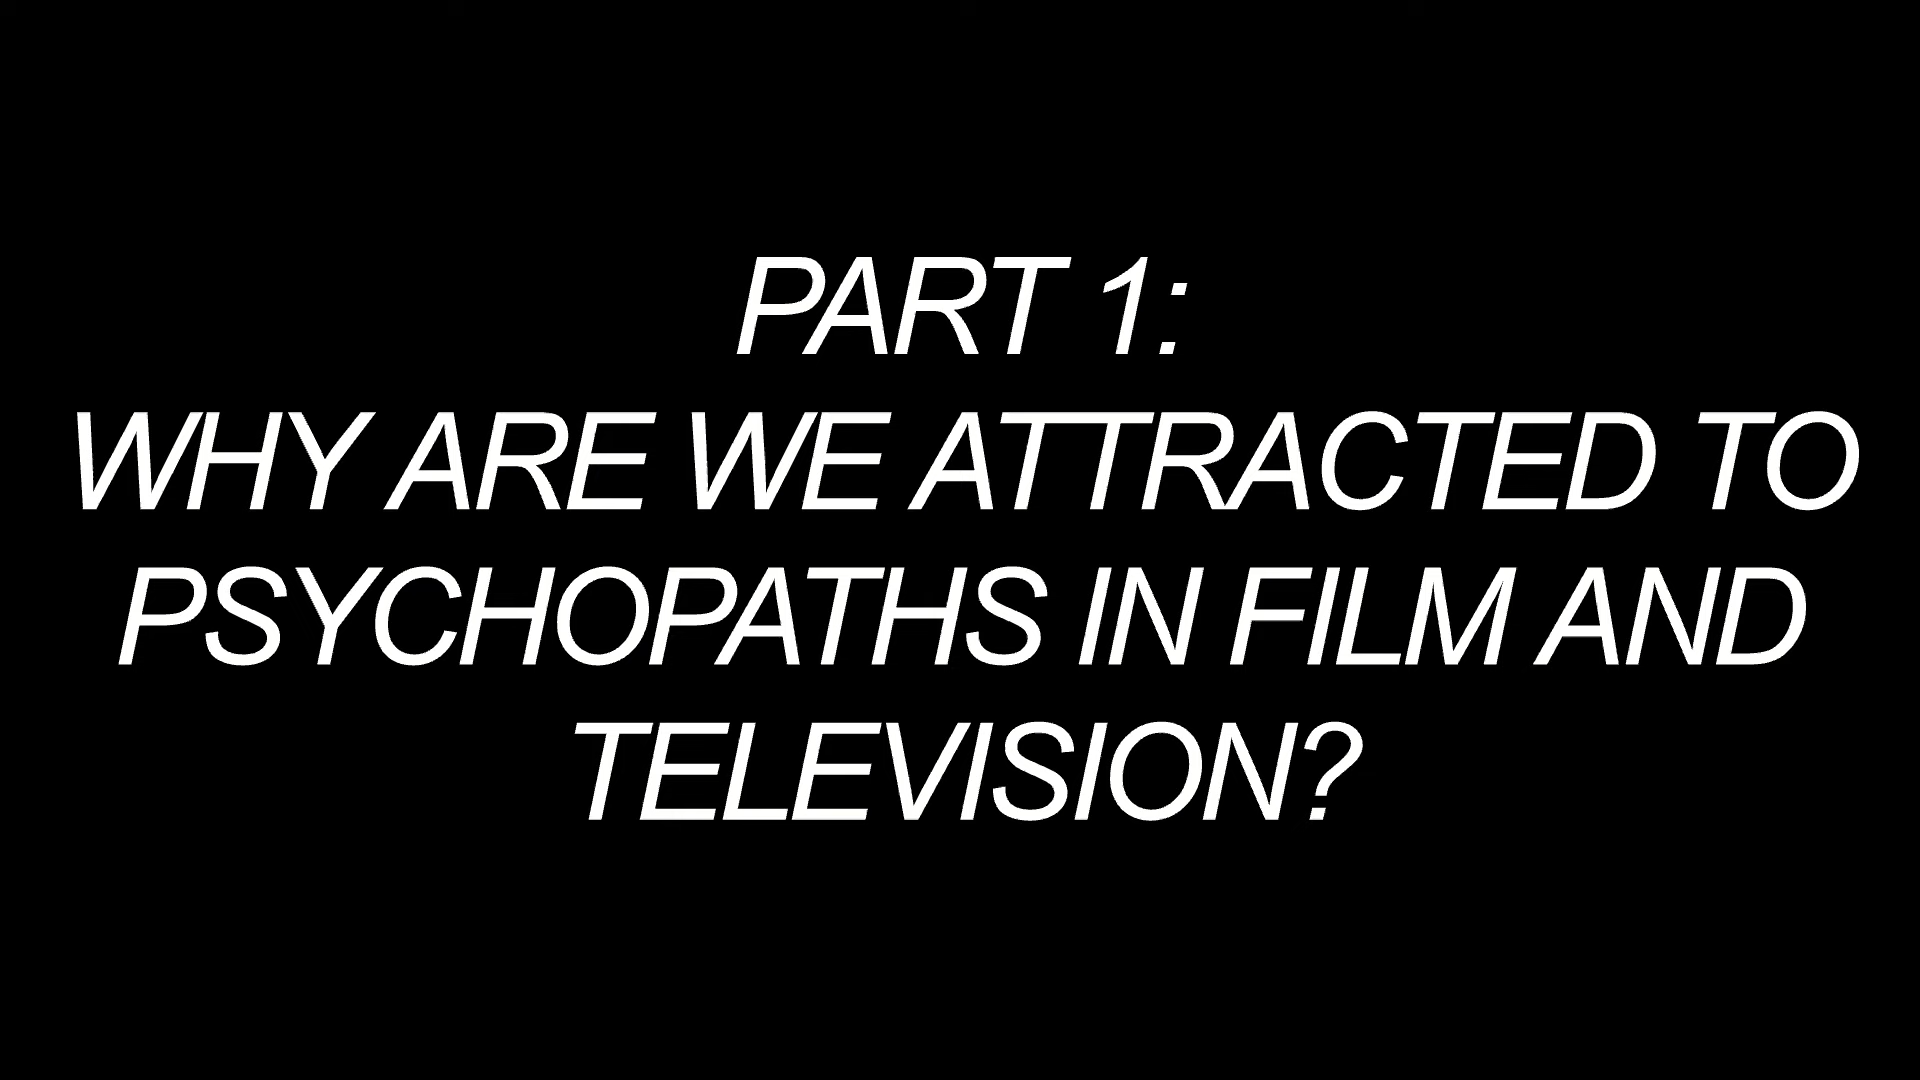 PART 1:
WHY ARE WE ATTRACTED TO
PSYCHOPATHS IN FILM AND
TELEVISION?